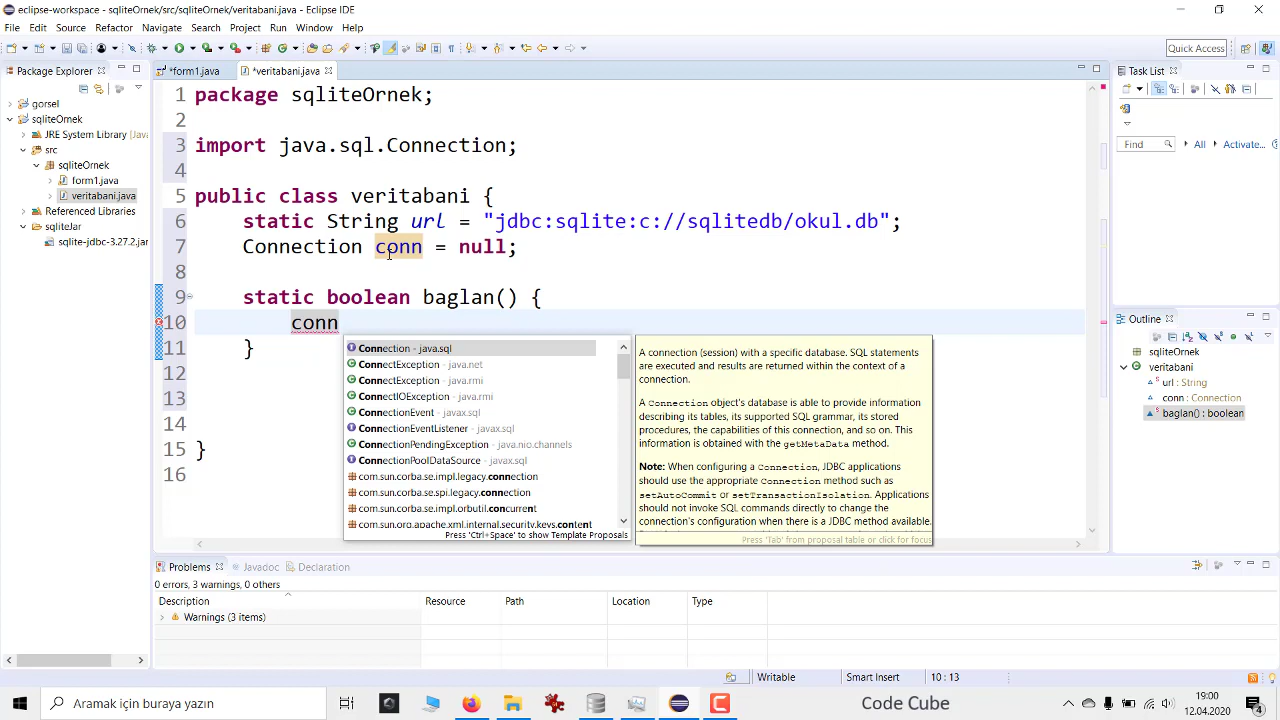 eclipse-workspace - sqliteOrnek/src/sqliteOrnek/veritabani.java - Eclipse IDE
File Edit Source Refactor Navigate Search Project Run Window Help
Quick Access
Package Explorer
*form1.java
*veritabani.java
Task List
gorsel
sqliteOrnek
JRE System Library [Java
src
sqliteOrnek
form1.java
veritabani.java
Referenced Libraries
sqliteJar
sqlite-jdbc-3.27.2.jar
1 package sqliteOrnek;
2
3 import java.sql.Connection;
4
5 public class veritabani {
6 static String url = "jdbc:sqlite:c://sqlitedb/okul.db";
7 Connection conn = null;
8
9 static boolean baglan() {
10 conn
11 }
12
13
14
15 }
16
Connection - java.sql
ConnectException - java.net
ConnectException - java.rmi
ConnectIOException - java.rmi
ConnectionEvent - javax.sql
ConnectionEventListener - javax.sql
ConnectionPendingException - java.nio.channels
ConnectionPoolDataSource - javax.sql
com.sun.corba.se.impl.legacy.connection
com.sun.corba.se.spi.legacy.connection
com.sun.corba.se.impl.orbutil.concurrent
com.sun.org.apache.xml.internal.security.keys.content
Press 'Ctrl+Space' to show Template Proposals
A connection (session) with a specific database. SQL statements
are executed and results are returned within the context of a
connection.
A Connection object's database is able to provide information
describing its tables, its supported SQL grammar, its stored
procedures, the capabilities of this connection, and so on. This
information is obtained with the getMetaData method.
Note: When configuring a Connection, JDBC applications
should use the appropriate Connection method such as
setAutoCommit or setTransactionIsolation. Applications
should not invoke SQL commands directly to change the
connection's configuration when there is a JDBC method available.
Press 'Tab' from proposal table or click for focus
Find
All
Activate...
Outline
sqliteOrnek
veritabani
url : String
conn : Connection
baglan() : boolean
Problems
Javadoc
Declaration
0 errors, 3 warnings, 0 others
Description Resource Path Location Type
Warnings (3 items)
Writable Smart Insert 10 : 13
Aramak için buraya yazın
Code Cube
19:00
12.04.2020
4